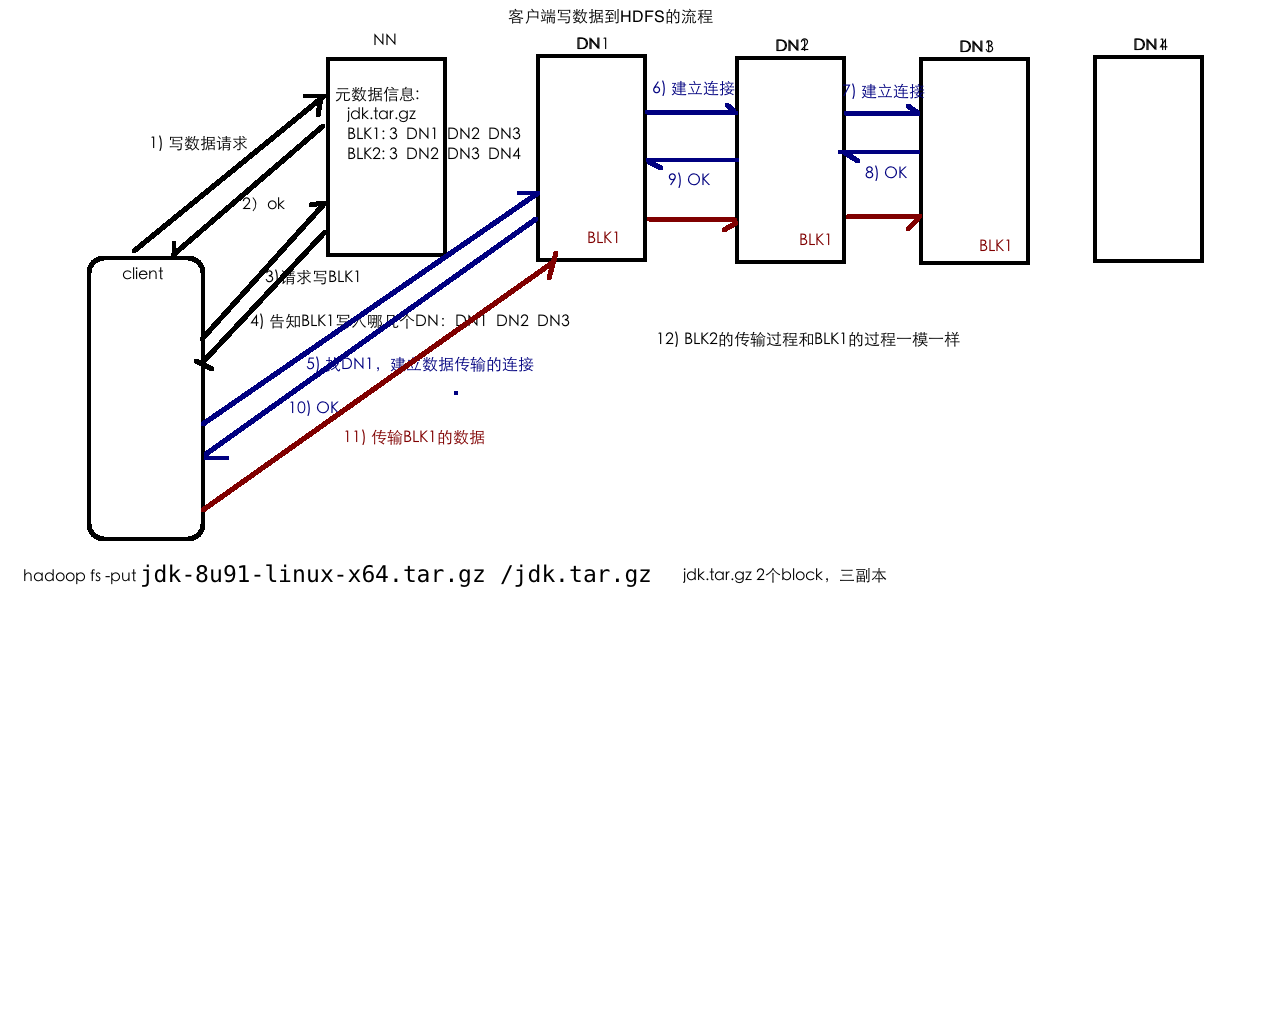 客户端写数据到HDFS的流程
NN
DN1
DN2
DN3
DN4
元数据信息:
jdk.tar.gz
BLK1: 3 DN1 DN2 DN3
BLK2: 3 DN2 DN3 DN4
1) 写数据请求
2）ok
6) 建立连接
7) 建立连接
9) OK
8) OK
BLK1
BLK1
BLK1
client
3)请求写BLK1
4) 告知BLK1写入哪几个DN：DN1 DN2 DN3
5) 找DN1，建立数据传输的连接
10) OK
11) 传输BLK1的数据
12) BLK2的传输过程和BLK1的过程一模一样
hadoop fs -put jdk-8u91-linux-x64.tar.gz /jdk.tar.gz
jdk.tar.gz 2个block，三副本